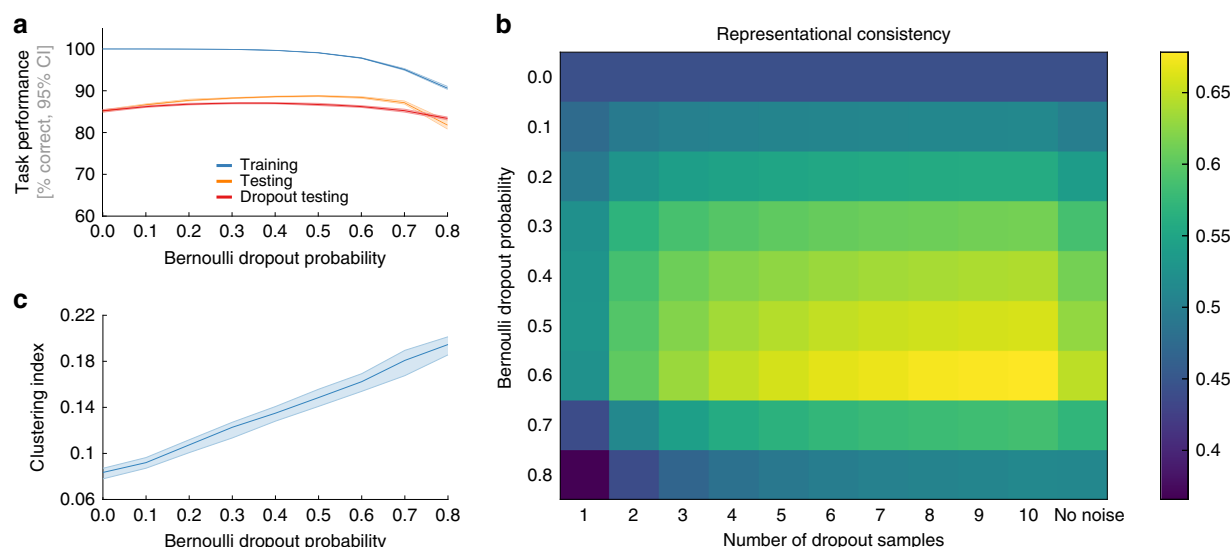 a
Task performance
[% correct, 95% CI]
100
90
80
70
60
Training
Testing
Dropout testing
0.0 0.1 0.2 0.3 0.4 0.5 0.6 0.7 0.8
Bernoulli dropout probability
b
Representational consistency
Bernoulli dropout probability
0.0
0.1
0.2
0.3
0.4
0.5
0.6
0.7
0.8
1 2 3 4 5 6 7 8 9 10 No noise
Number of dropout samples
0.65
0.6
0.55
0.5
0.45
0.4
c
Clustering index
0.22
0.18
0.14
0.1
0.06
0.0 0.1 0.2 0.3 0.4 0.5 0.6 0.7 0.8
Bernoulli dropout probability